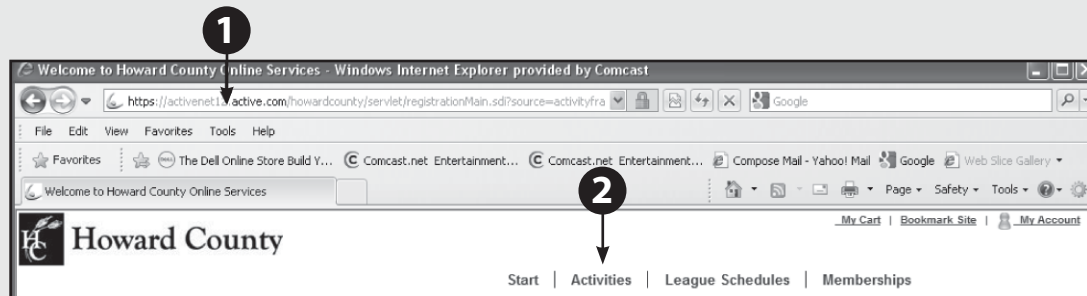 1
Welcome to Howard County Online Services - Windows Internet Explorer provided by Comcast
https://activenet12.active.com/howardcounty/servlet/registrationMain.sdi?source=activityfra Google
File Edit View Favorites Tools Help
Favorites The Dell Online Store Build Y... Comcast.net Entertainment... Comcast.net Entertainment... Compose Mail - Yahoo! Mail Google Web Slice Gallery
Welcome to Howard County Online Services Page Safety Tools
2
My Cart | Bookmark Site | My Account
HC Howard County
Start | Activities | League Schedules | Memberships